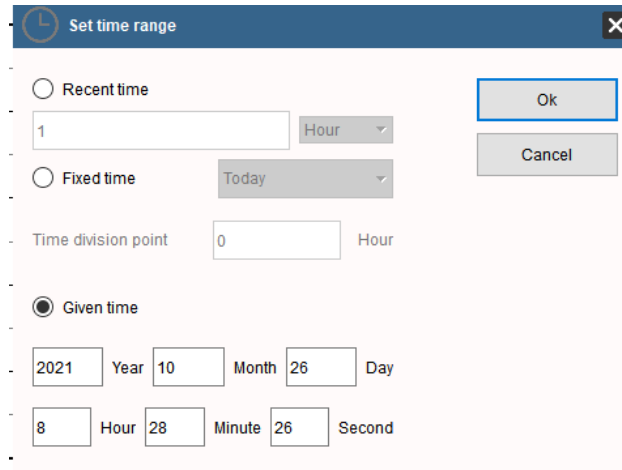 Set time range
Recent time
Ok
1 Hour
Cancel
Fixed time Today
Time division point 0 Hour
Given time
2021 Year 10 Month 26 Day
8 Hour 28 Minute 26 Second